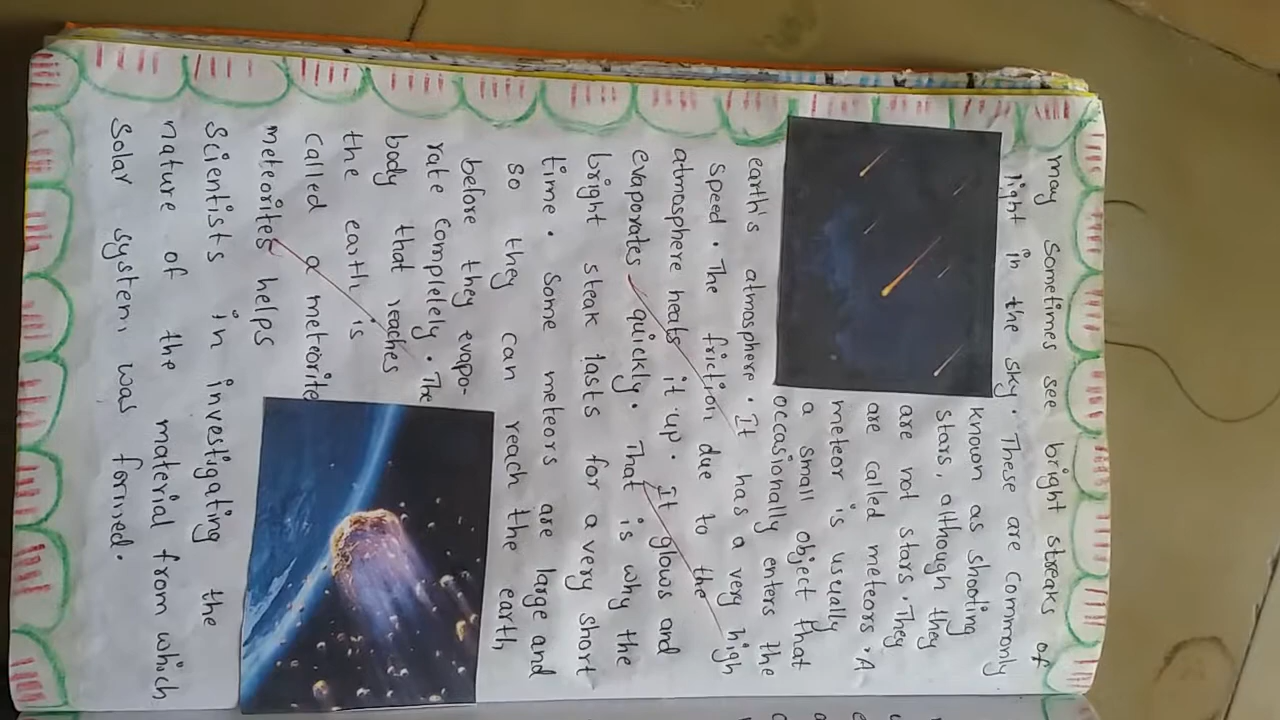 may sometimes see bright streaks of
light in the sky. These are commonly
known as shooting
stars, although they
are not stars. They
are called meteors. A
meteor is usually
a small object that
occasionally enters the
earth's atmosphere. It has a very high
speed. The friction due to the
atmosphere heats it up. It glows and
evaporates quickly. That is why the
bright steak lasts for a very short
time. Some meteors are large and
so they can reach the earth
before they evapo-
rate completely. The
body that reaches
the earth is
called a meteorite
meteorites helps
Scientists in investigating the
nature of the material from which
Solar system was formed.